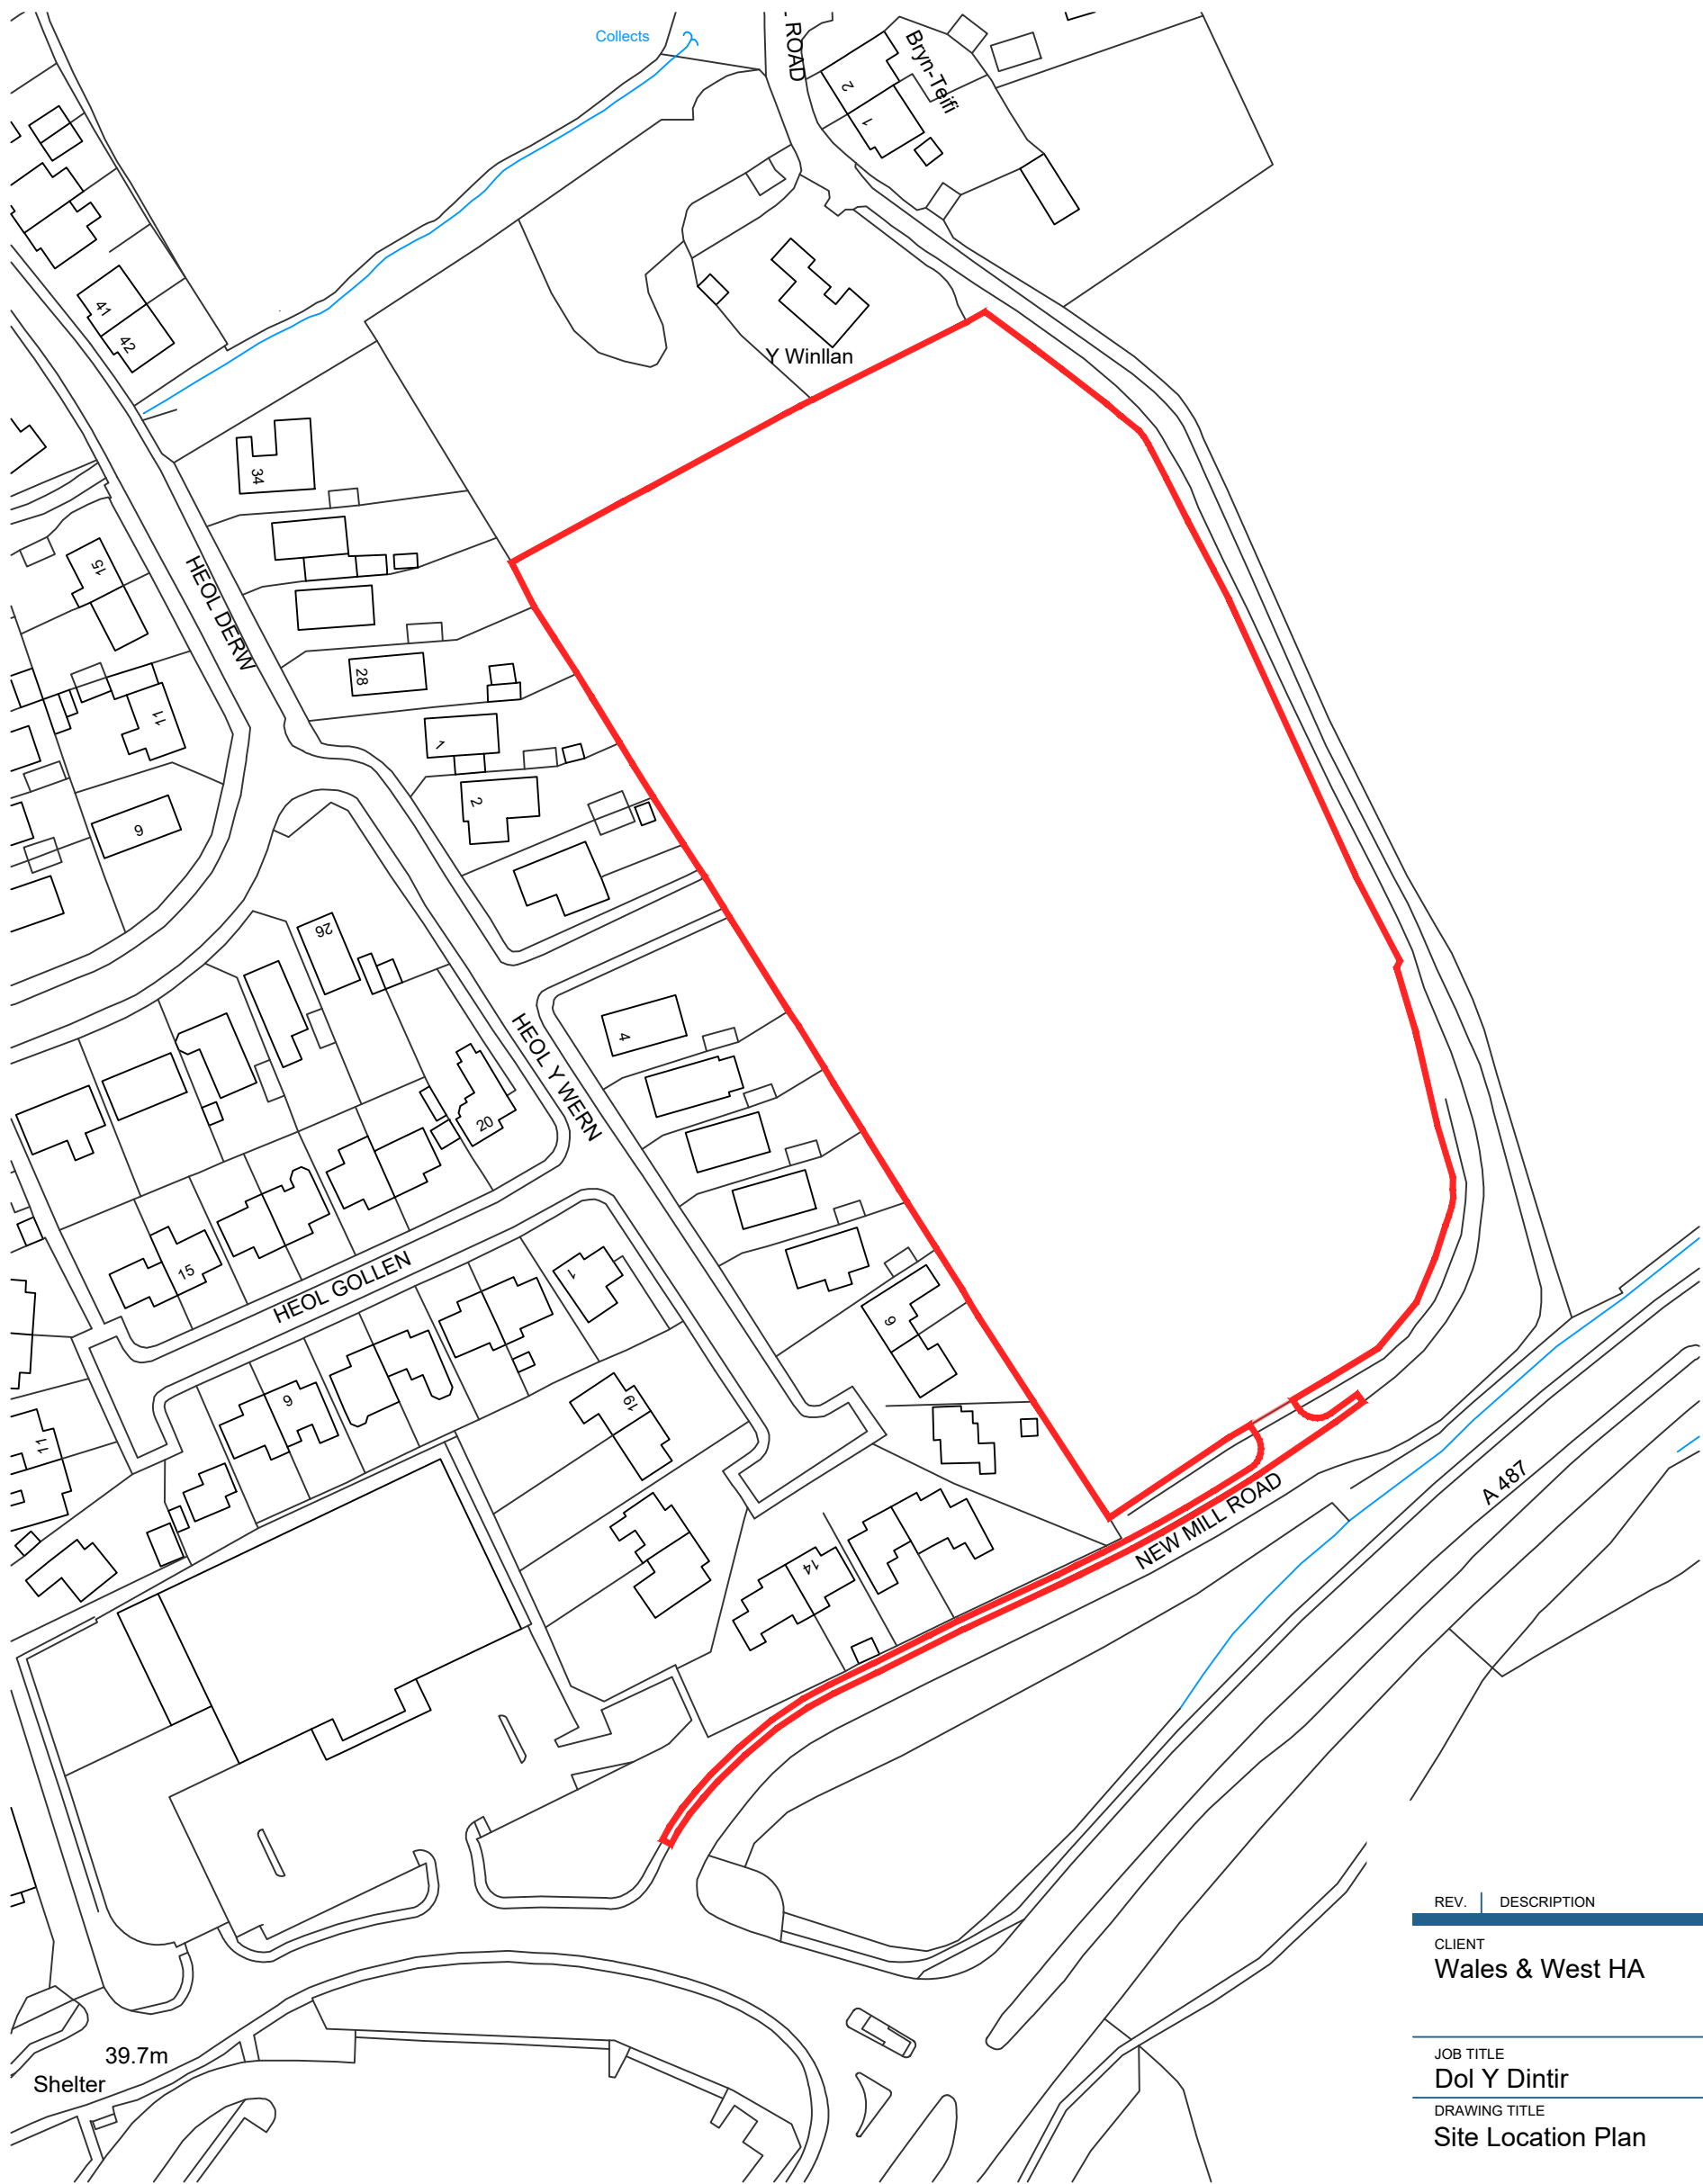 Collects
ROAD
Bryn-Teifi
2
1
41
42
Y Winllan
34
15
HEOL DERW
28
11
1
2
9
26
4
HEOL Y WERN
20
15
HEOL GOLLEN
1
9
9
19
11
A 487
NEW MILL ROAD
14
39.7m
Shelter
REV. DESCRIPTION
CLIENT
Wales & West HA
JOB TITLE
Dol Y Dintir
DRAWING TITLE
Site Location Plan